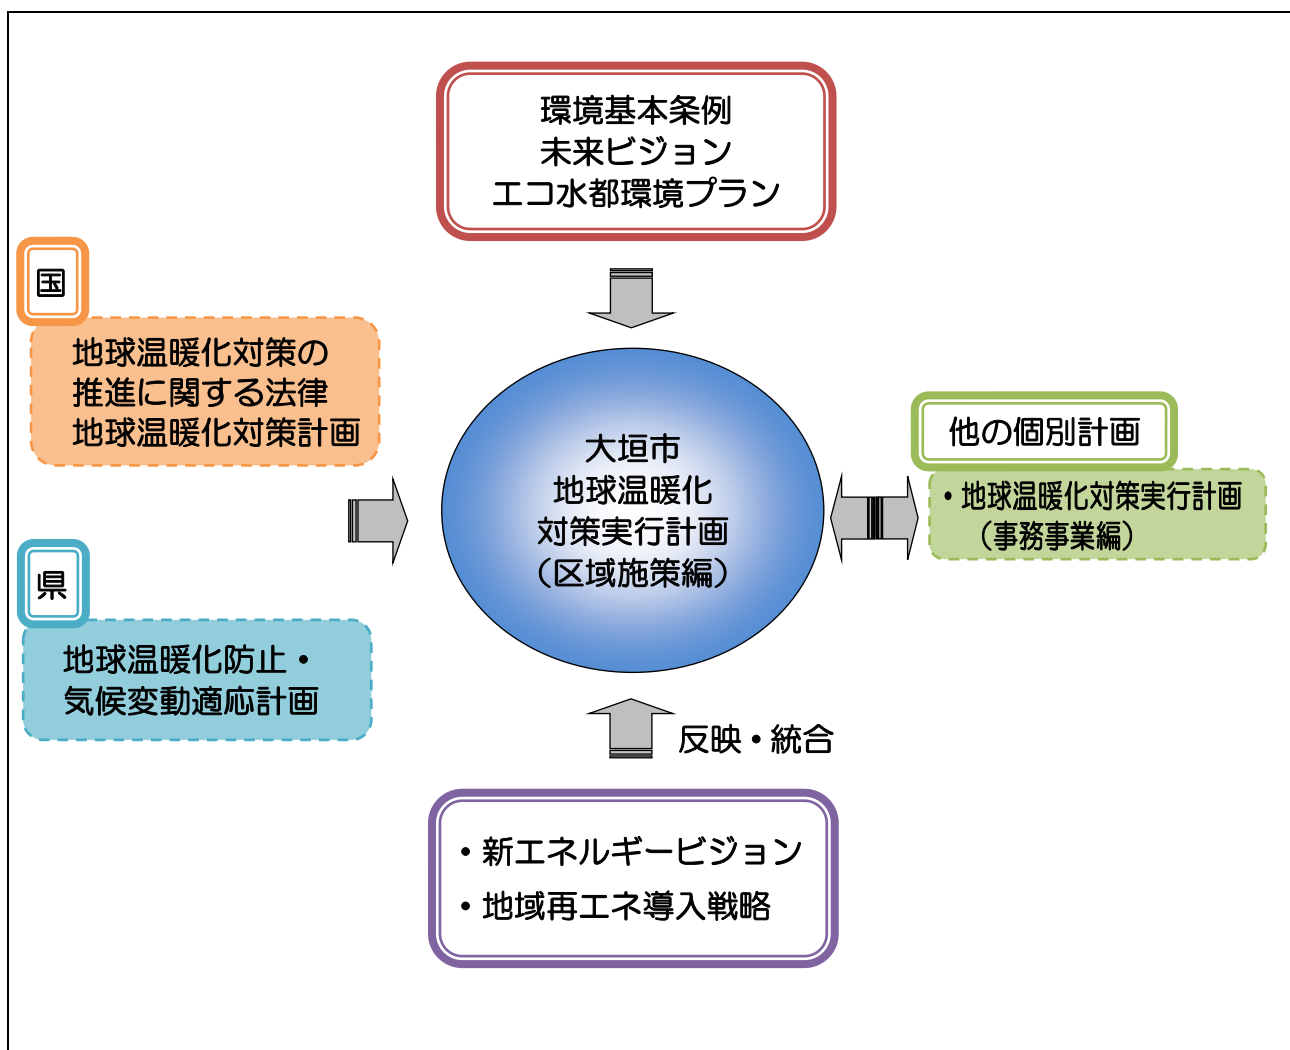 環境基本条例
未来ビジョン
エコ水都環境プラン
国
地球温暖化対策の
推進に関する法律
地球温暖化対策計画
県
地球温暖化防止・
気候変動適応計画
大垣市
地球温暖化
対策実行計画
（区域施策編）
他の個別計画
・地球温暖化対策実行計画
（事務事業編）
反映・統合
・新エネルギービジョン
・地域再エネ導入戦略